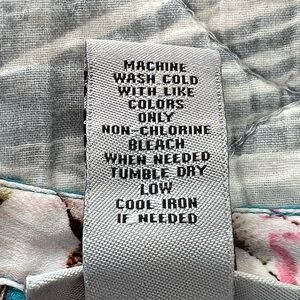 MACHINE
WASH COLD
WITH LIKE
COLORS
ONLY
NON-CHLORINE
BLEACH
WHEN NEEDED
TUMBLE DRY
LOW
COOL IRON
IF NEEDED